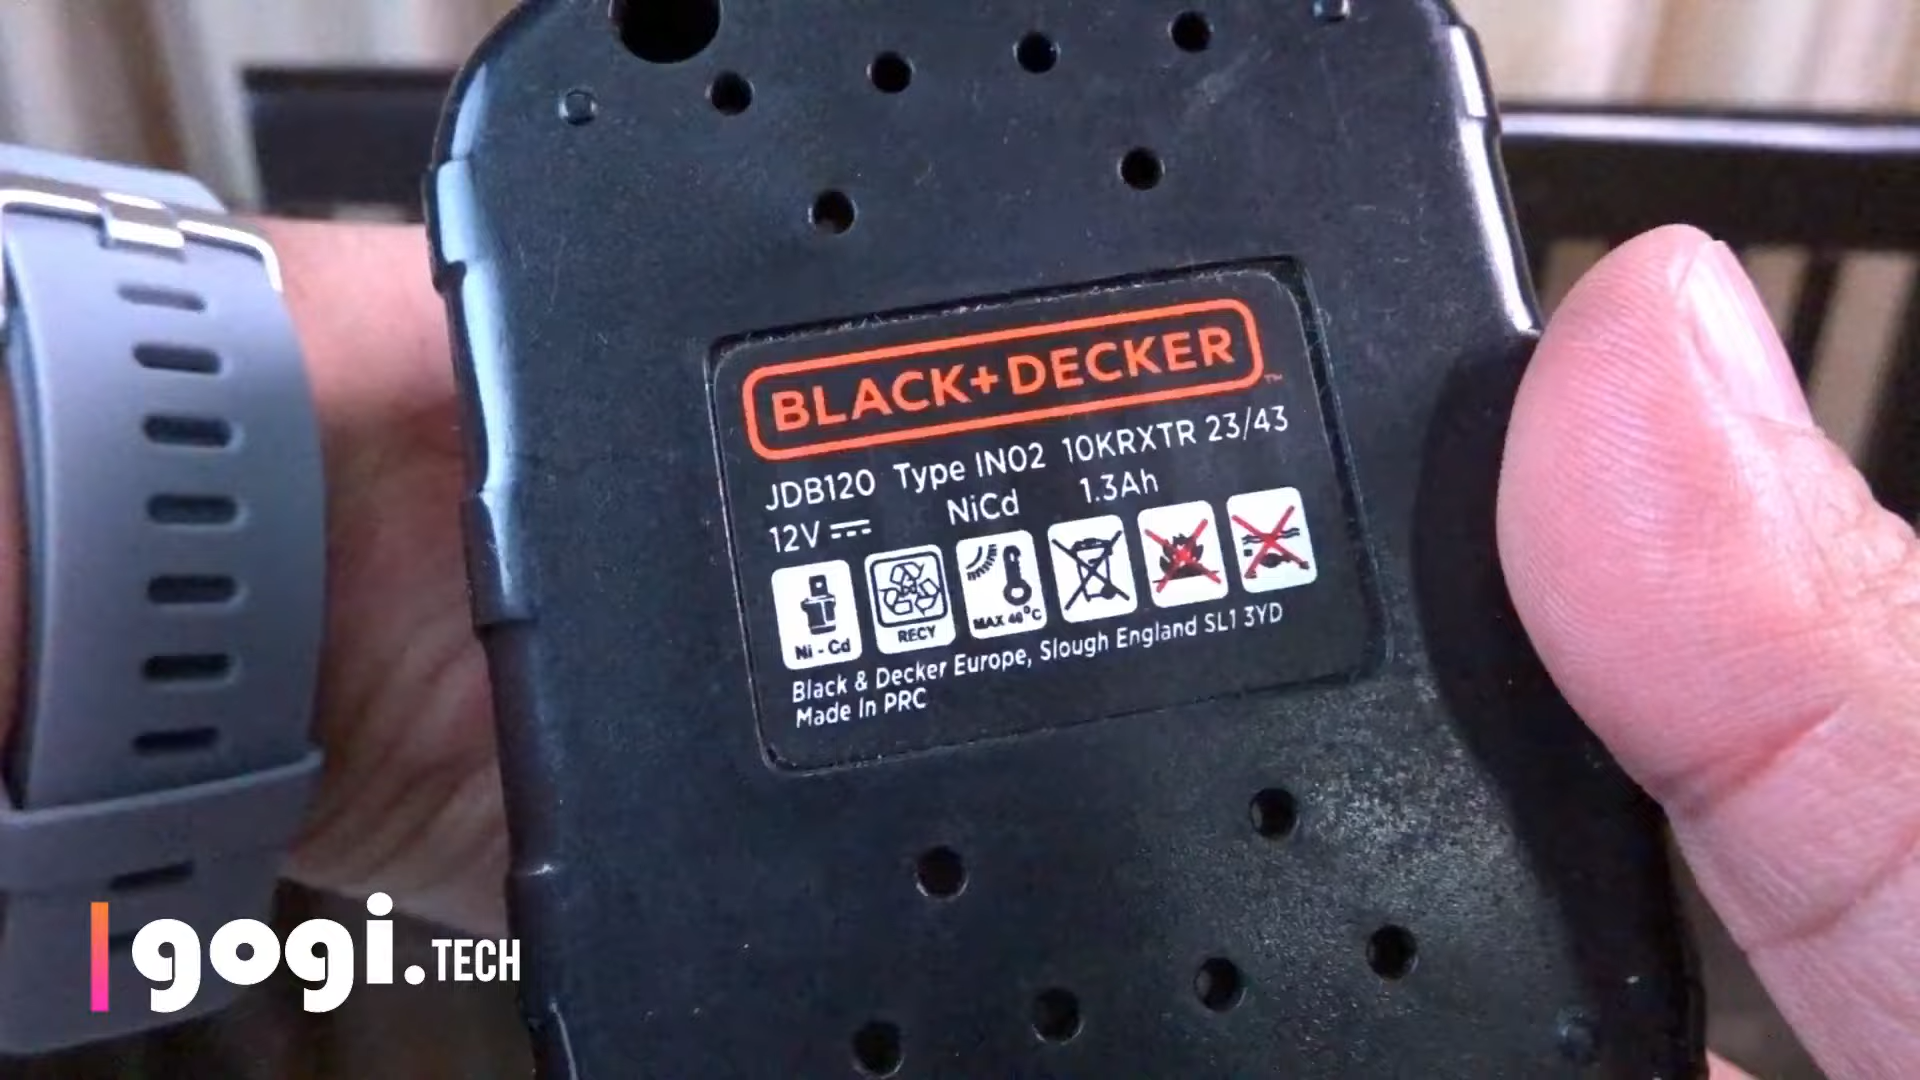 BLACK+DECKER™
JDB120 Type IN02 10KRXTR 23/43
12V NiCd 1.3Ah
Ni - Cd
RECY
MAX 40°C
Black & Decker Europe, Slough England SL1 3YD
Made In PRC
gogi.TECH